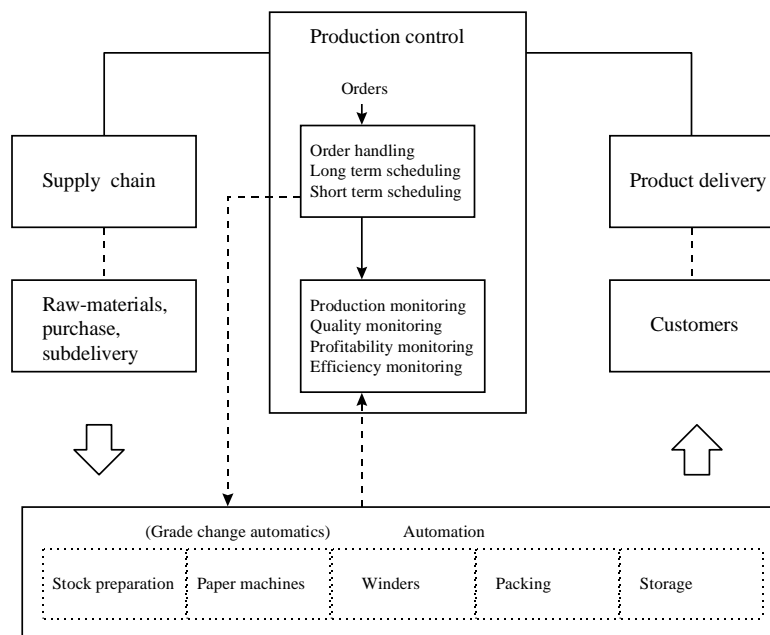 Production control
Orders
Order handling
Long term scheduling
Short term scheduling
Supply chain
Product delivery
Raw-materials,
purchase,
subdelivery
Production monitoring
Quality monitoring
Profitability monitoring
Efficiency monitoring
Customers
(Grade change automatics) Automation
Stock preparation Paper machines Winders Packing Storage